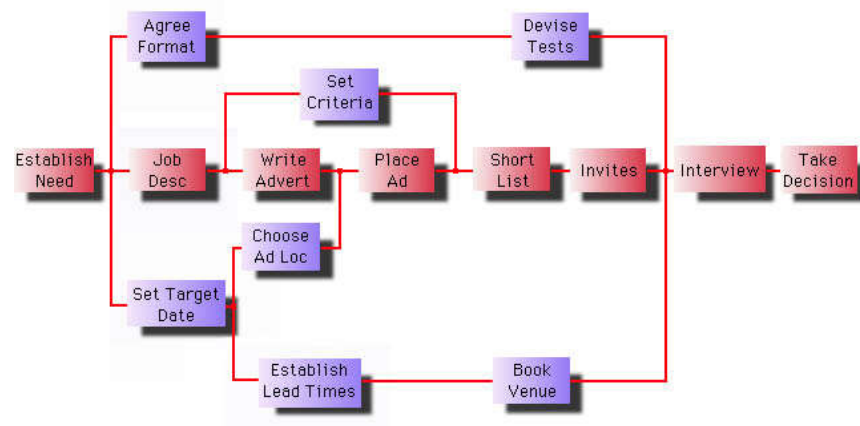 Agree
Format
Devise
Tests
Set
Criteria
Establish
Need
Job
Desc
Write
Advert
Place
Ad
Short
List
Invites
Interview
Take
Decision
Choose
Ad Loc
Set Target
Date
Establish
Lead Times
Book
Venue